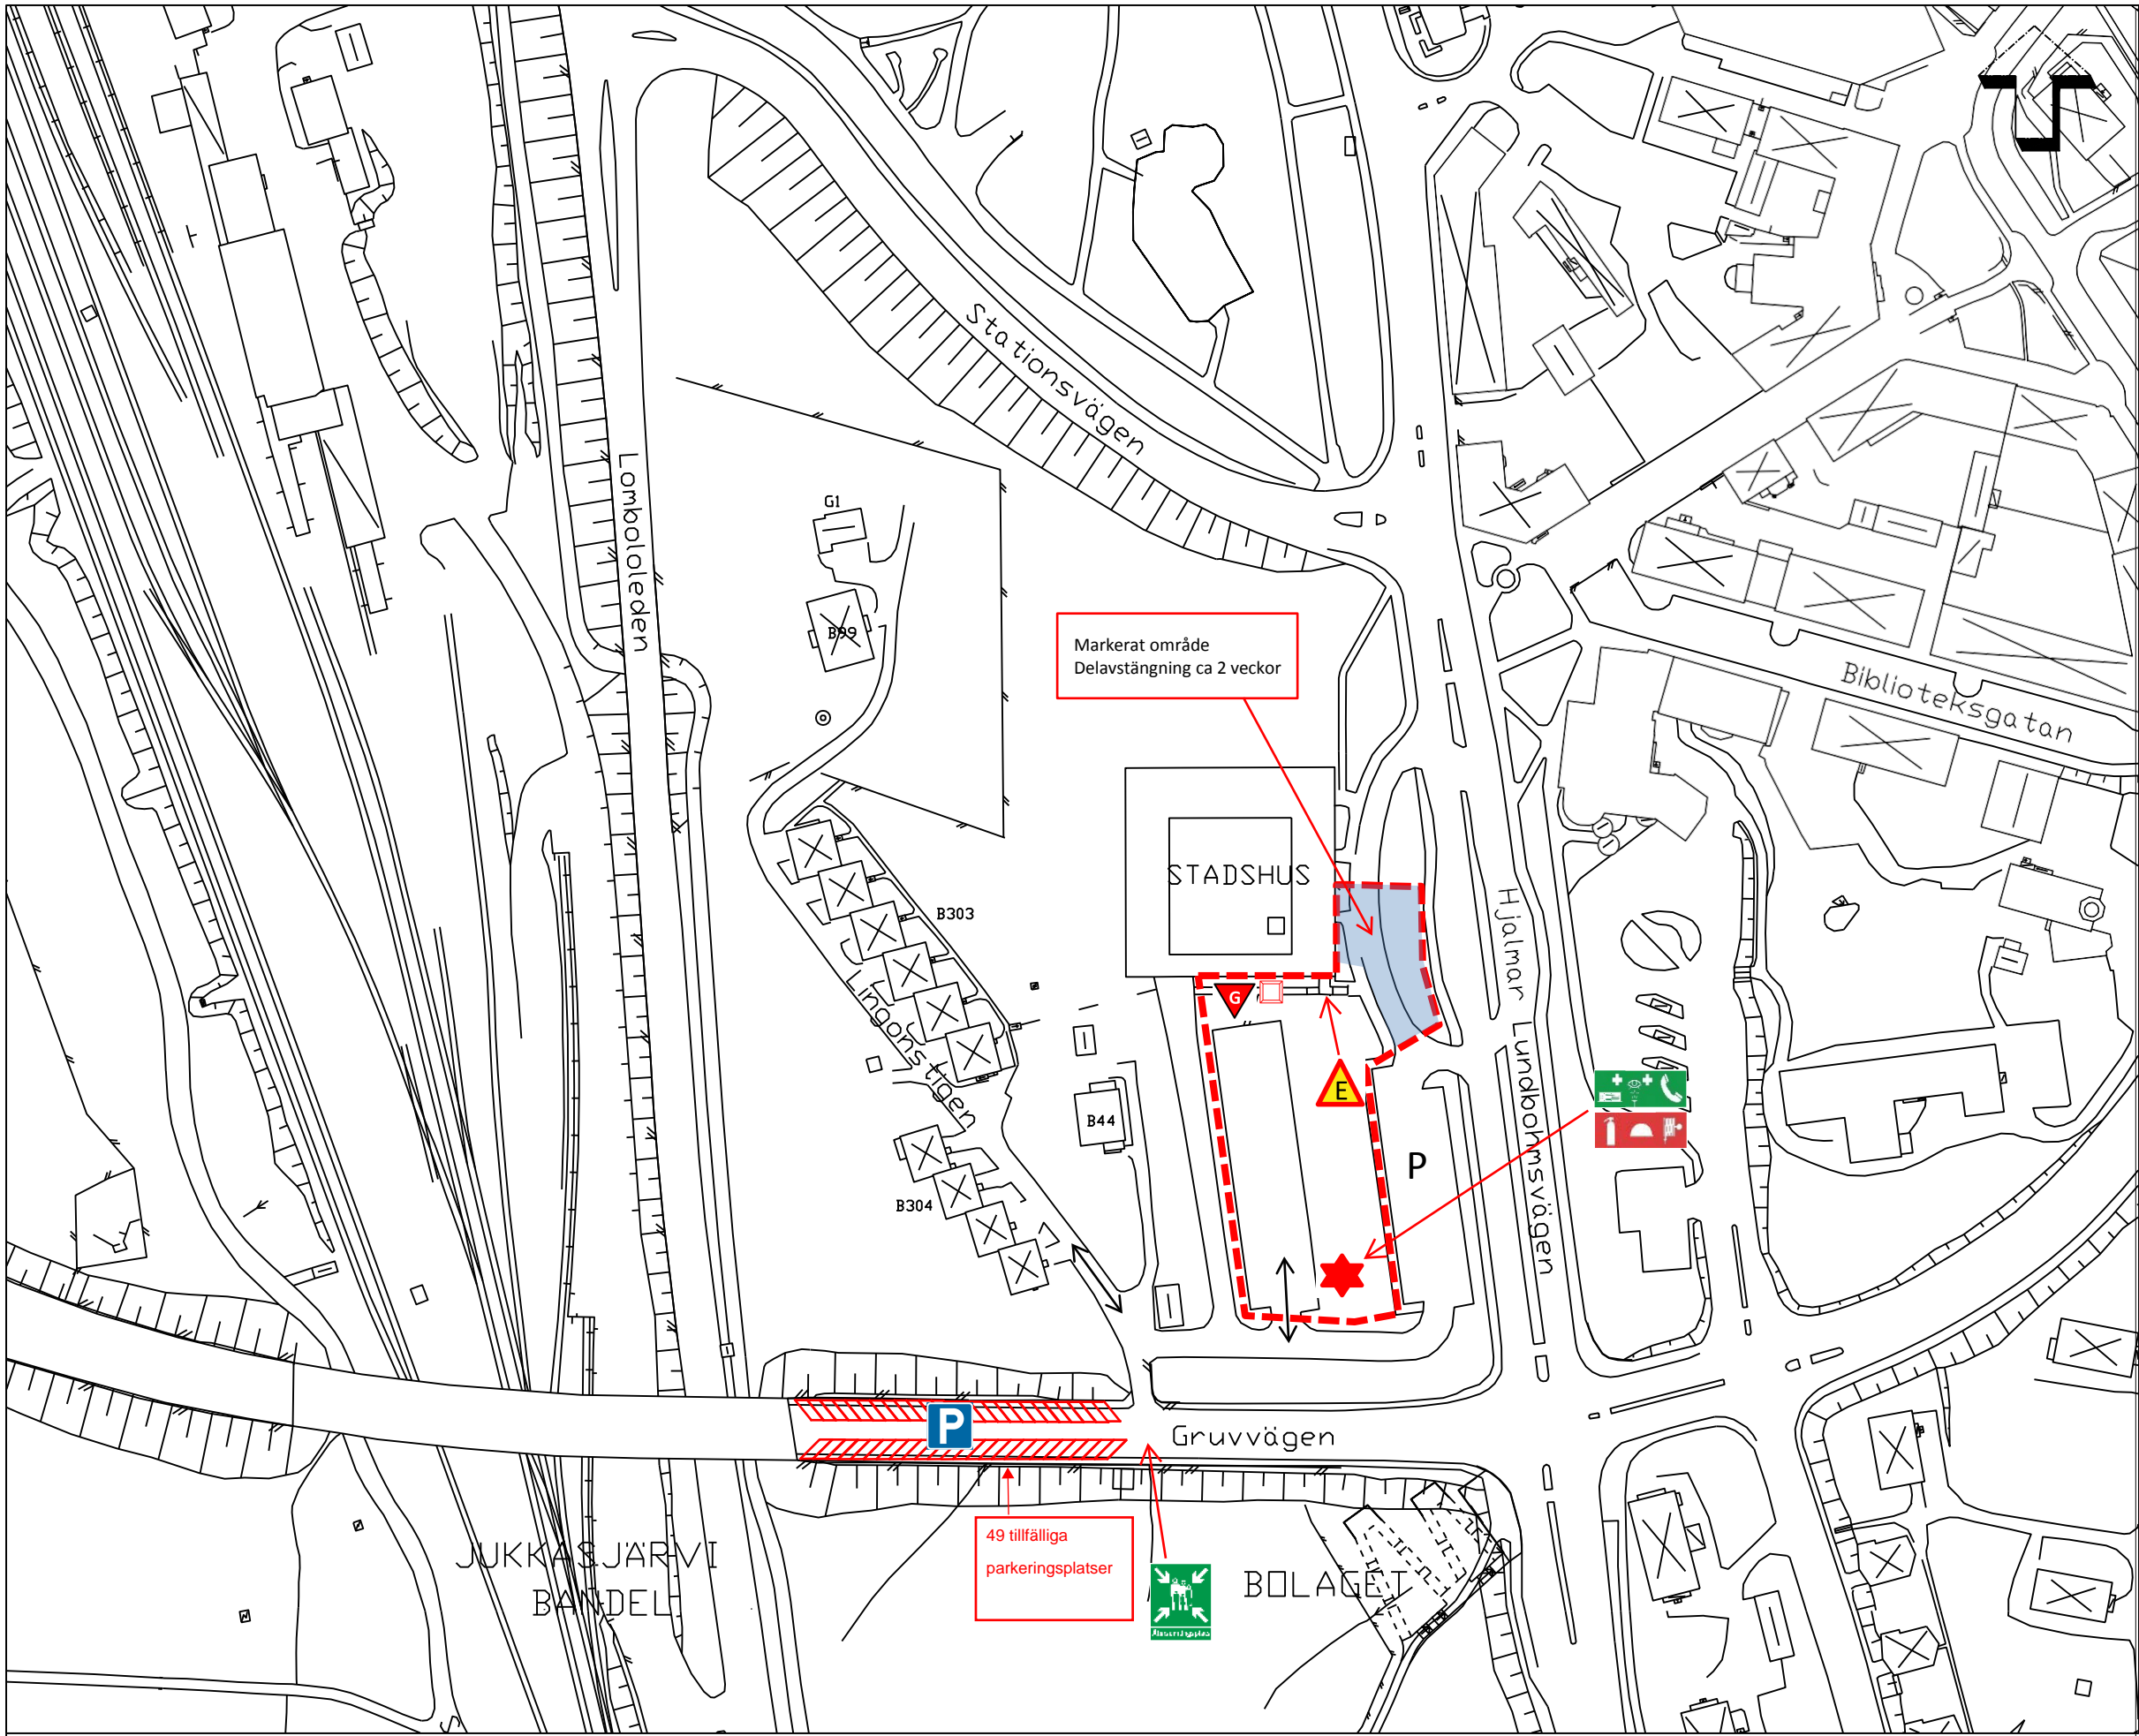 Stationsvägen
Lombololeden
G1
B99
Markerat område
Delavstängning ca 2 veckor
Biblioteksgatan
STADSHUS
B303
Hjalmar Lundbohmsvägen
G
Lingonstigen
E
B44
P
B304
P
Gruvvägen
49 tillfälliga
parkeringsplatser
JUKKASJÄRVI
BANDEL
BOLAGET
Återsamlingsplats